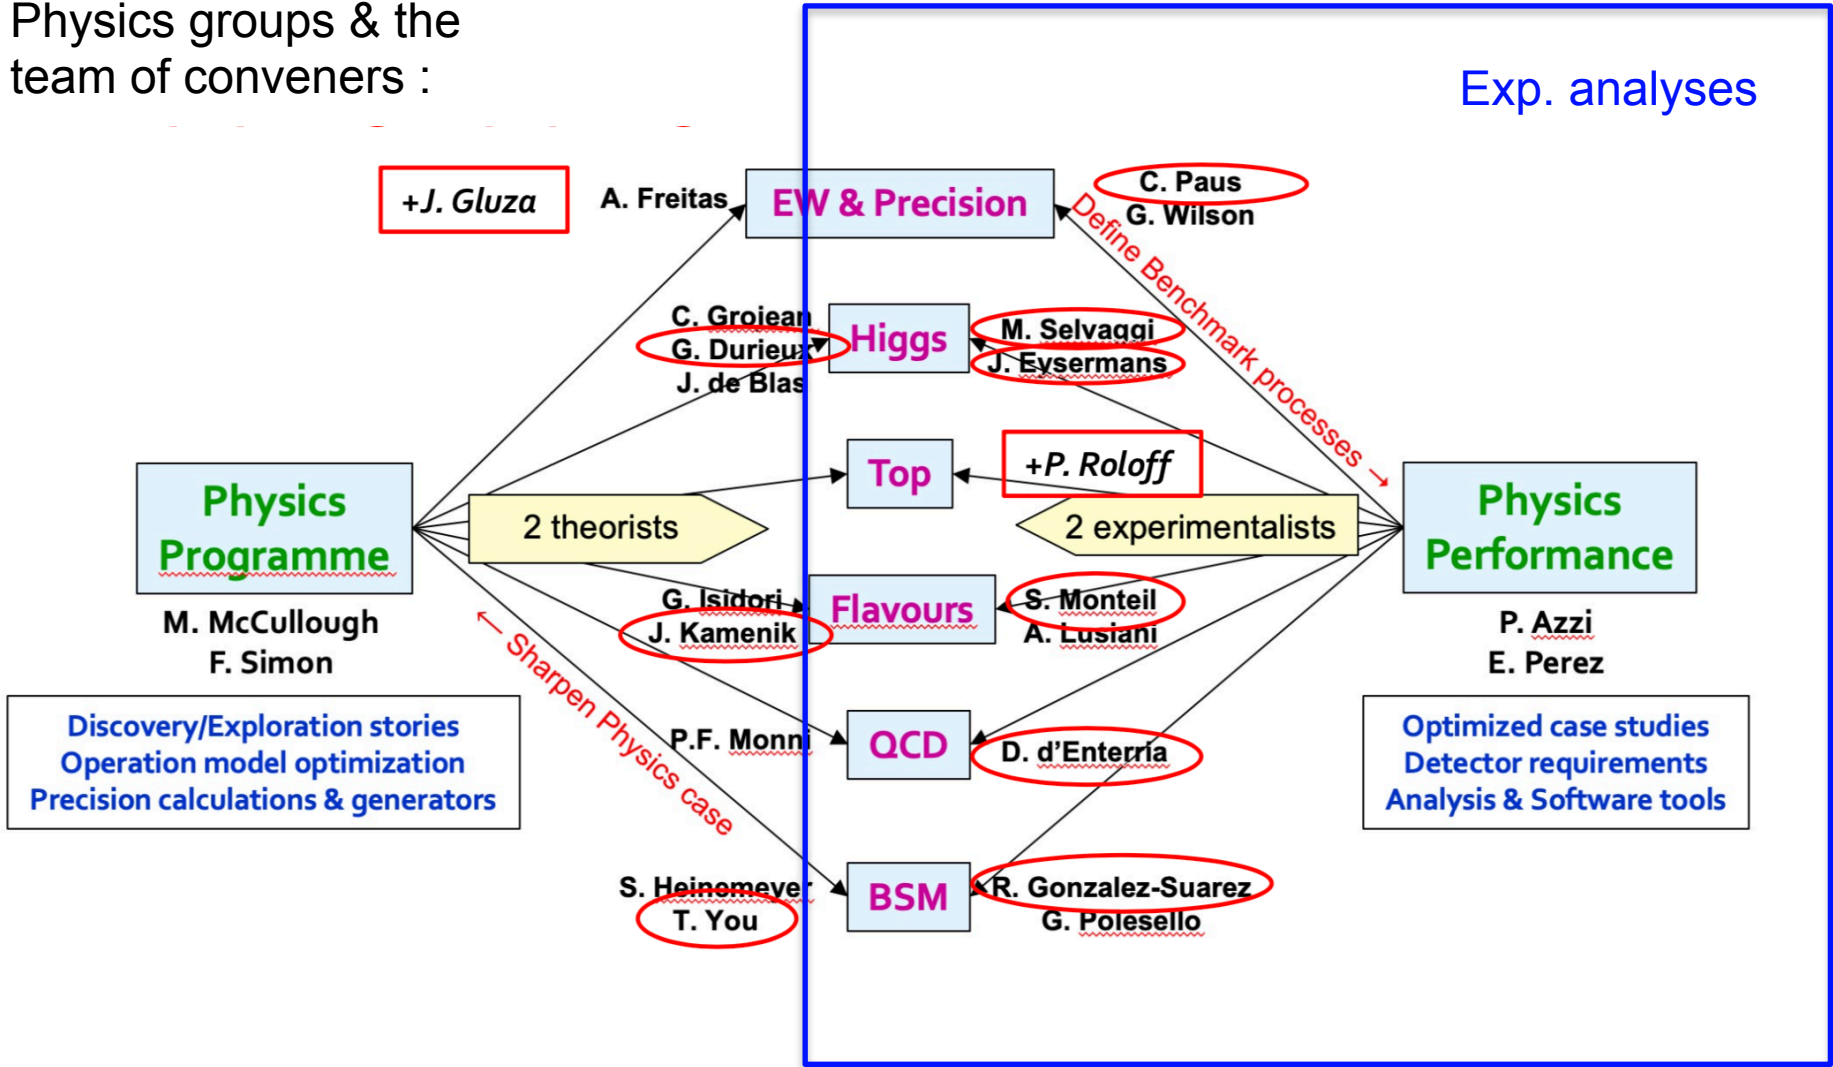 Physics groups & the
team of conveners :
Exp. analyses
+J. Gluza
A. Freitas
EW & Precision
C. Paus
G. Wilson
Define Benchmark processes →
C. Grojean
G. Durieux
J. de Blas
Higgs
M. Selvaggi
J. Eysermans
Top
+P. Roloff
Physics
Programme
2 theorists
2 experimentalists
Physics
Performance
M. McCullough
F. Simon
G. Isidori
J. Kamenik
Flavours
S. Monteil
A. Lusiani
P. Azzi
E. Perez
← Sharpen Physics case
Discovery/Exploration stories
Operation model optimization
Precision calculations & generators
P.F. Monni
QCD
D. d'Enterria
Optimized case studies
Detector requirements
Analysis & Software tools
S. Heinemeyer
T. You
BSM
R. Gonzalez-Suarez
G. Polesello